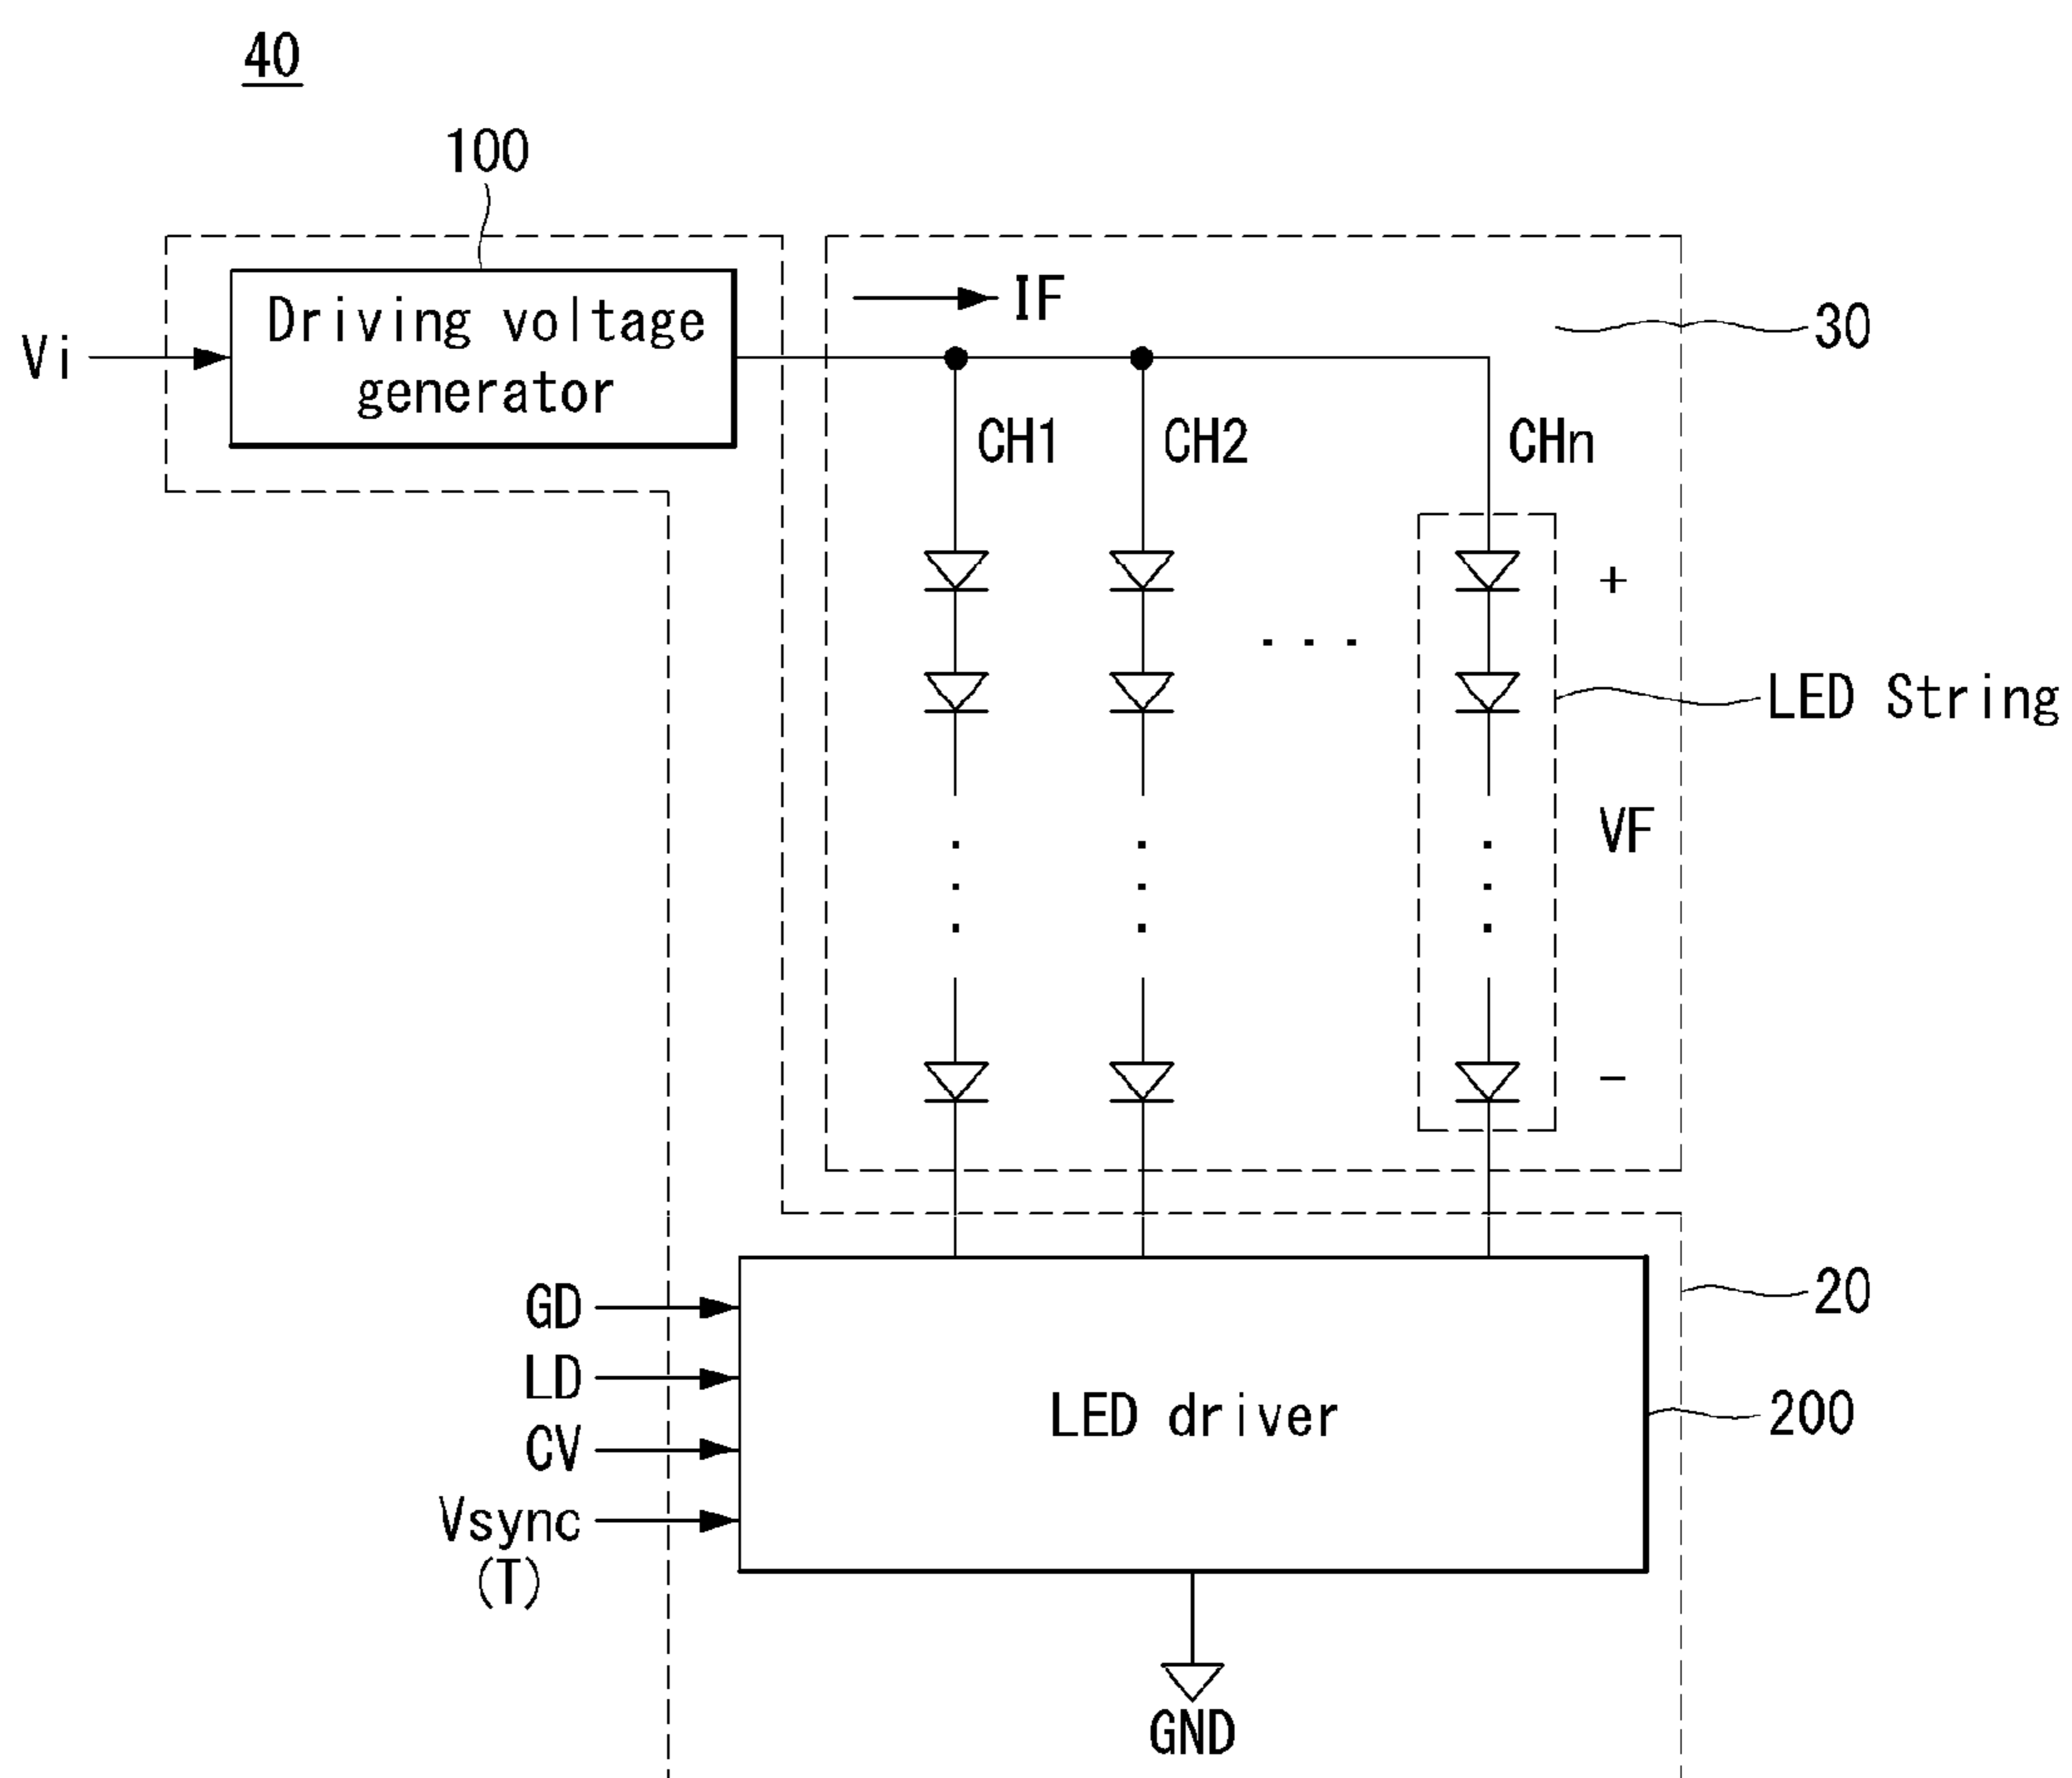 40
100
Driving voltage
generator
Vi
IF
30
CH1
CH2
CHn
+
. . .
LED String
VF
-
GD
LD
CV
Vsync
(T)
LED driver
20
200
GND